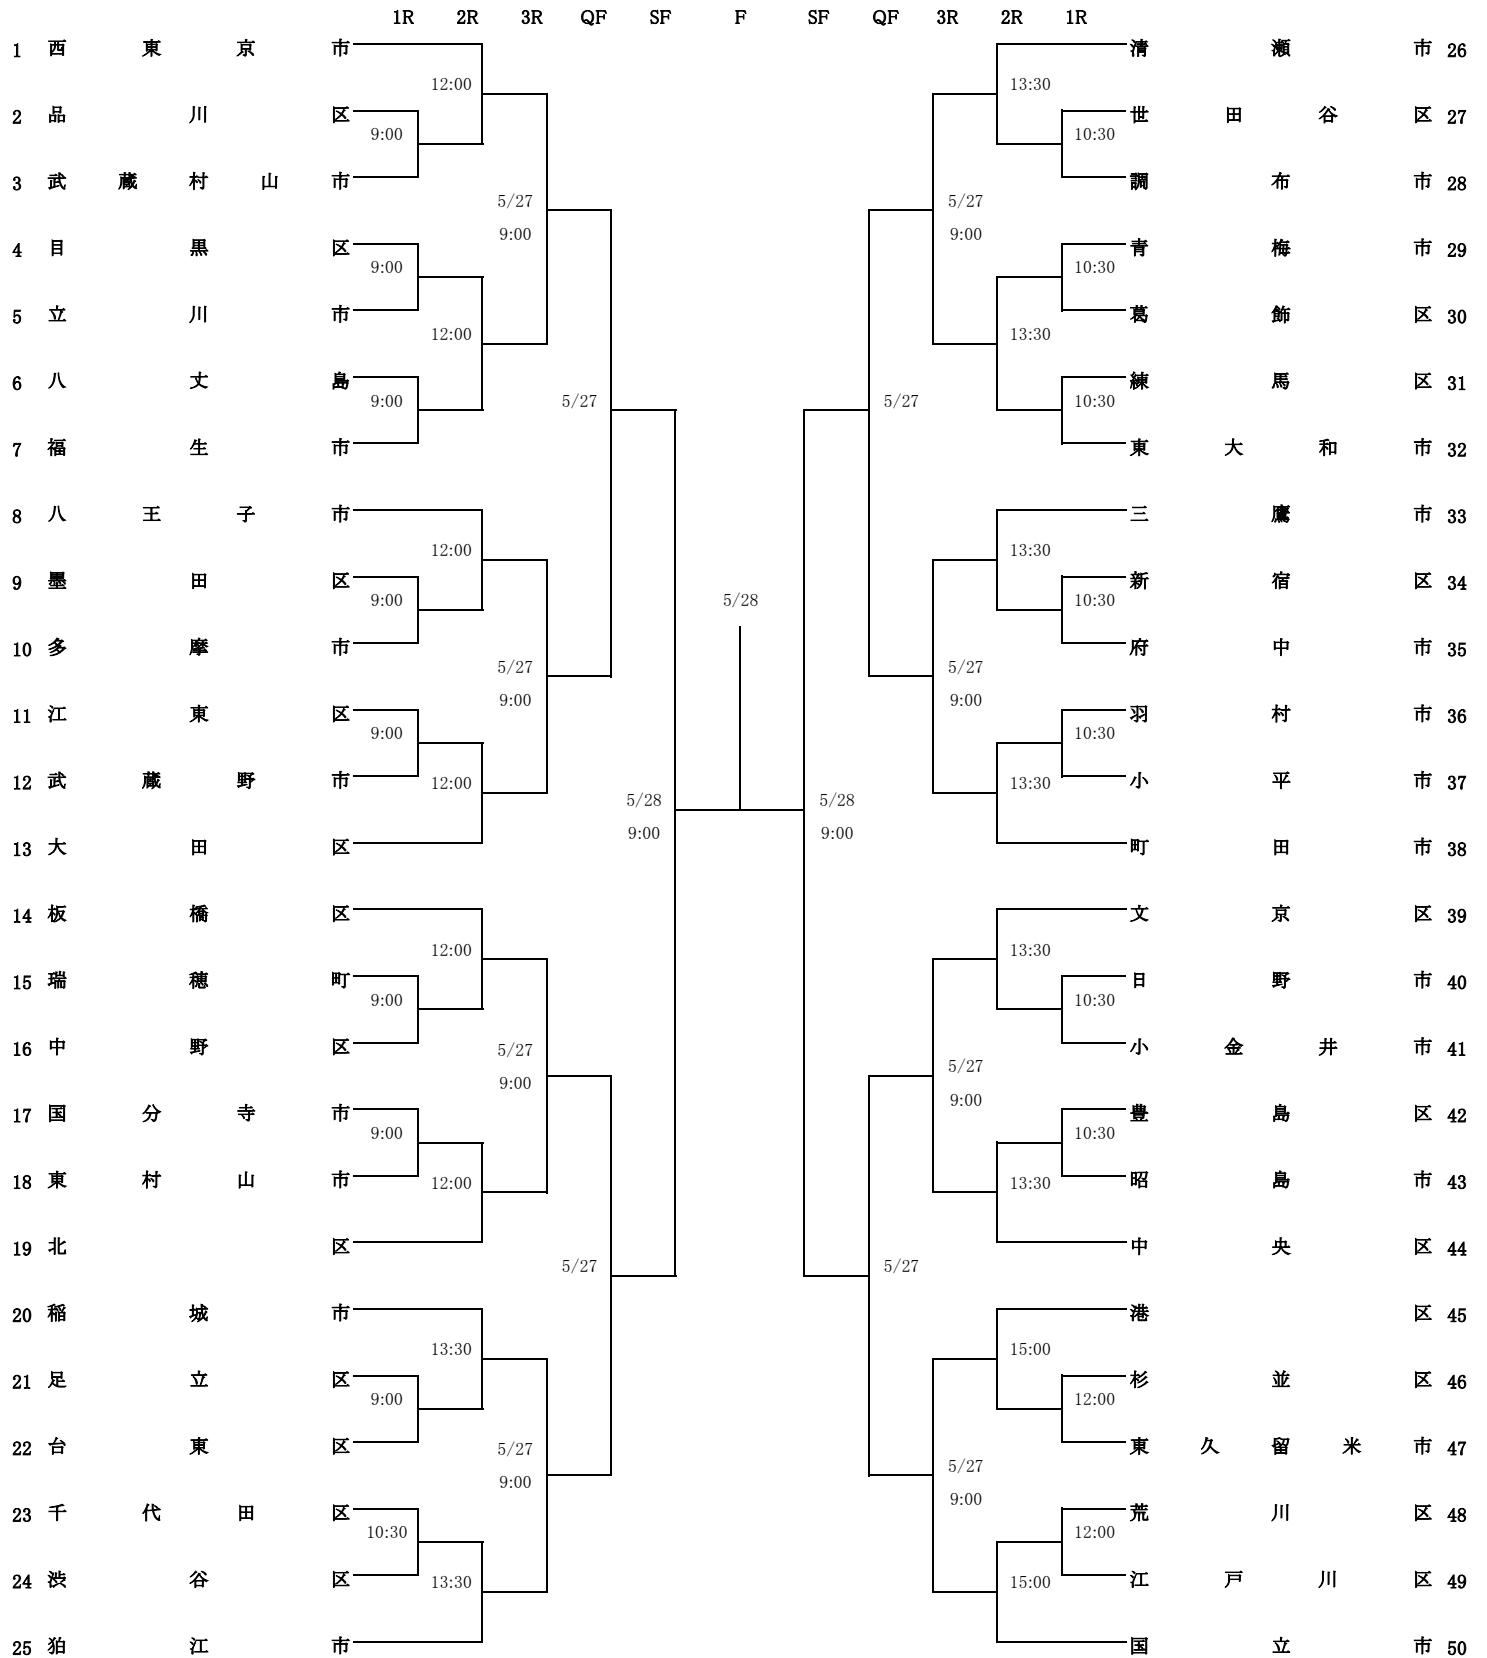 1R 2R 3R QF SF F SF QF 3R 2R 1R
1 西東京市 清瀬市 26
12:00 13:30
2 品川区 世田谷区 27
9:00 10:30
3 武蔵村山市 調布市 28
5/27 5/27
9:00 9:00
4 目黒区 青梅市 29
9:00 10:30
5 立川市 葛飾区 30
12:00 13:30
6 八丈島 練馬区 31
9:00 5/27 5/27 10:30
7 福生市 東大和市 32
8 八王子市 三鷹市 33
12:00 13:30
9 墨田区 新宿区 34
9:00 5/28 10:30
10 多摩市 府中市 35
5/27 5/27
9:00 9:00
11 江東区 羽村市 36
9:00 10:30
12 武蔵野市 小平市 37
12:00 13:30
5/28 5/28
9:00 9:00
13 大田区 町田市 38
14 板橋区 文京区 39
12:00 13:30
15 瑞穂町 日野市 40
9:00 10:30
16 中野区 小金井市 41
5/27 5/27
9:00 9:00
17 国分寺市 豊島区 42
9:00 10:30
18 東村山市 昭島市 43
12:00 13:30
19 北区 中央区 44
5/27 5/27
20 稲城市 港区 45
13:30 15:00
21 足立区 杉並区 46
9:00 12:00
22 台東区 東久留米市 47
5/27 5/27
9:00 9:00
23 千代田区 荒川区 48
10:30 12:00
24 渋谷区 江戸川区 49
13:30 15:00
25 狛江市 国立市 50